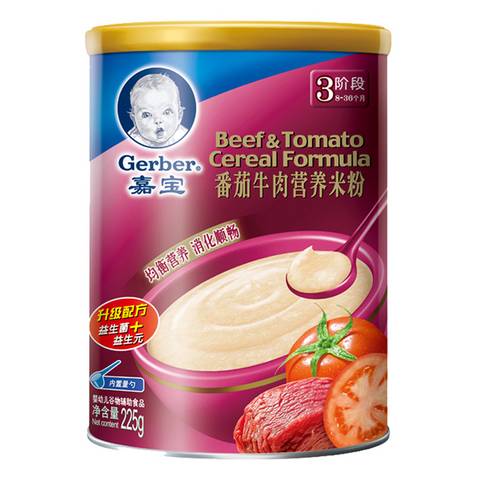 Gerber®
嘉宝
3 阶段
8-36个月
Beef & Tomato
Cereal Formula
番茄牛肉营养米粉
均衡营养 消化顺畅
升级配方
益生菌+
益生元
内置量勺
婴幼儿谷物辅助食品
净含量 225g
Net content